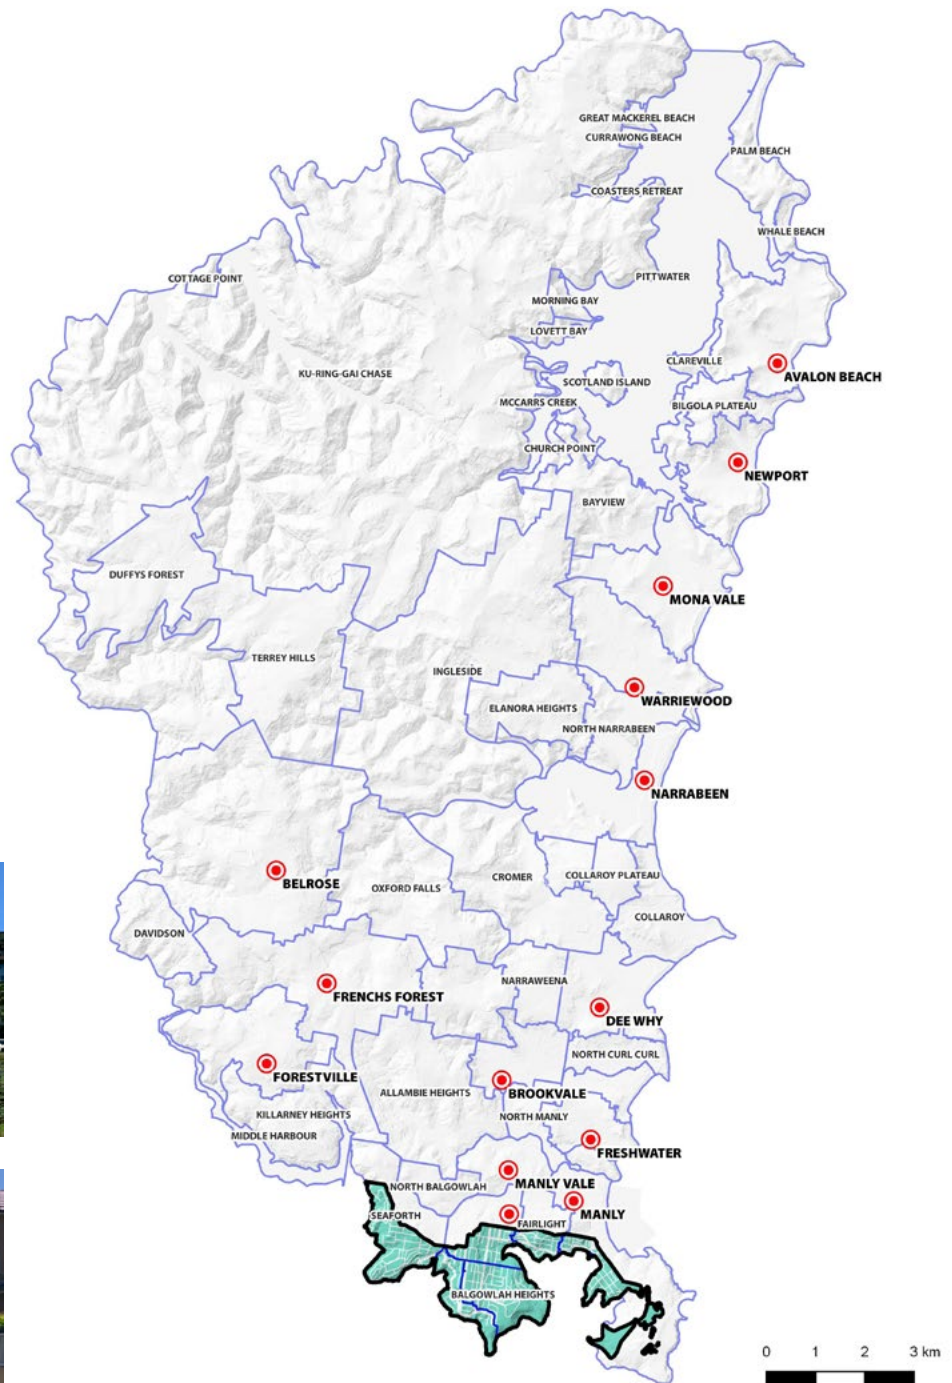 GREAT MACKEREL BEACH
CURRAWONG BEACH
PALM BEACH
COASTERS RETREAT
WHALE BEACH
COTTAGE POINT
PITTWATER
MORNING BAY
LOVETT BAY
CLAREVILLE
KU-RING-GAI CHASE
AVALON BEACH
SCOTLAND ISLAND
MCCARRS CREEK
BILGOLA PLATEAU
CHURCH POINT
NEWPORT
BAYVIEW
DUFFYS FOREST
MONA VALE
TERREY HILLS
INGLESIDE
WARRIEWOOD
ELANORA HEIGHTS
NORTH NARRABEEN
NARRABEEN
BELROSE
OXFORD FALLS
CROMER
COLLAROY PLATEAU
COLLAROY
DAVIDSON
NARRAWEENA
FRENCHS FOREST
DEE WHY
NORTH CURL CURL
FORESTVILLE
ALLAMBIE HEIGHTS
BROOKVALE
KILLARNEY HEIGHTS
NORTH MANLY
MIDDLE HARBOUR
FRESHWATER
NORTH BALGOWLAH
MANLY VALE
SEAFORTH
MANLY
FAIRLIGHT
BALGOWLAH HEIGHTS
0 1 2 3 km